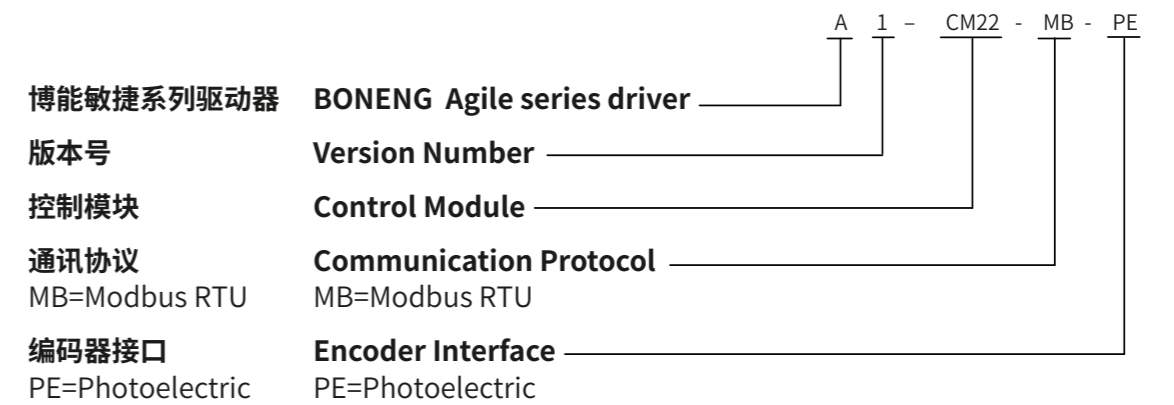 A 1 – CM22 - MB - PE
博能敏捷系列驱动器 BONENG Agile series driver
版本号 Version Number
控制模块 Control Module
通讯协议 Communication Protocol
MB=Modbus RTU MB=Modbus RTU
编码器接口 Encoder Interface
PE=Photoelectric PE=Photoelectric